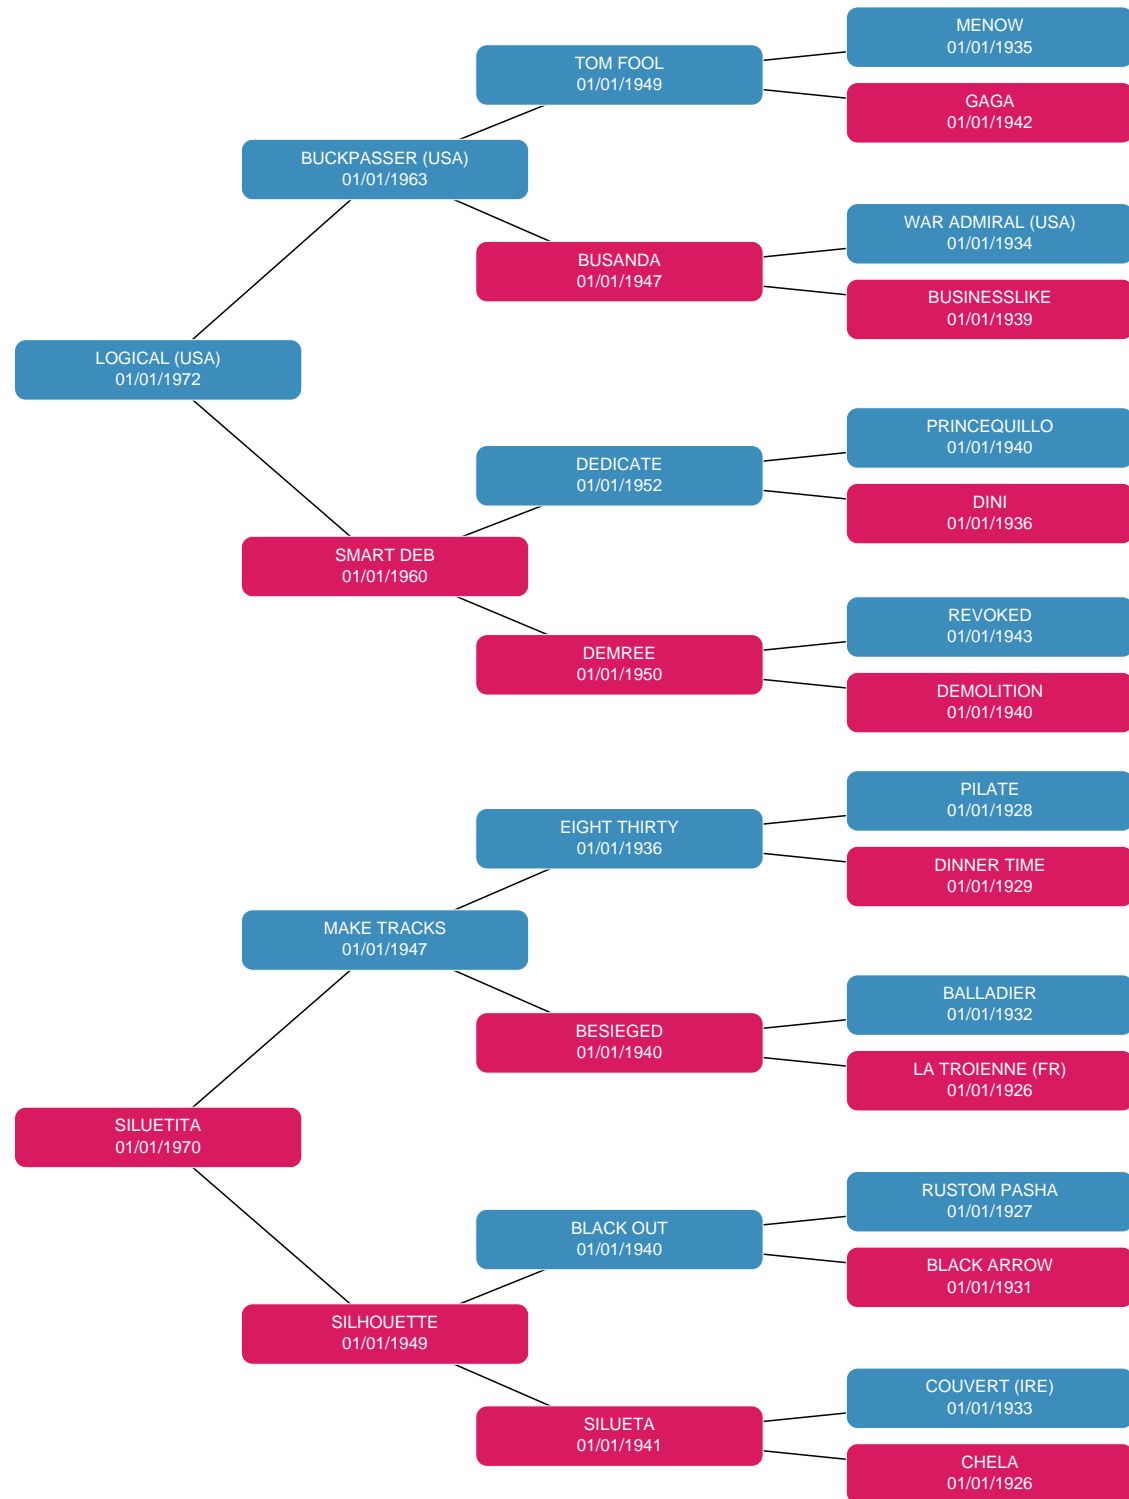 MENOW
01/01/1935
TOM FOOL
01/01/1949
GAGA
01/01/1942
BUCKPASSER (USA)
01/01/1963
WAR ADMIRAL (USA)
01/01/1934
BUSANDA
01/01/1947
BUSINESSLIKE
01/01/1939
LOGICAL (USA)
01/01/1972
PRINCEQUILLO
01/01/1940
DEDICATE
01/01/1952
DINI
01/01/1936
SMART DEB
01/01/1960
REVOKED
01/01/1943
DEMREE
01/01/1950
DEMOLITION
01/01/1940
PILATE
01/01/1928
EIGHT THIRTY
01/01/1936
DINNER TIME
01/01/1929
MAKE TRACKS
01/01/1947
BALLADIER
01/01/1932
BESIEGED
01/01/1940
LA TROIENNE (FR)
01/01/1926
SILUETITA
01/01/1970
RUSTOM PASHA
01/01/1927
BLACK OUT
01/01/1940
BLACK ARROW
01/01/1931
SILHOUETTE
01/01/1949
COUVERT (IRE)
01/01/1933
SILUETA
01/01/1941
CHELA
01/01/1926